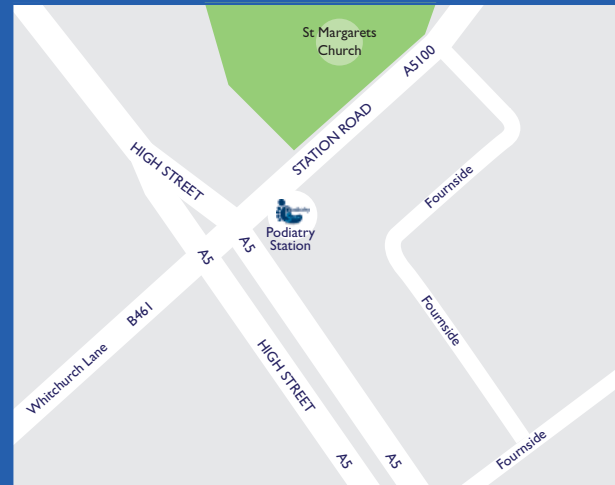 St Margarets
Church
A5100
STATION ROAD
HIGH STREET
Fournside
Podiatry
Station
A5
A5
B461
Fournside
Whitchurch Lane
HIGH STREET
Fournside
A5
A5